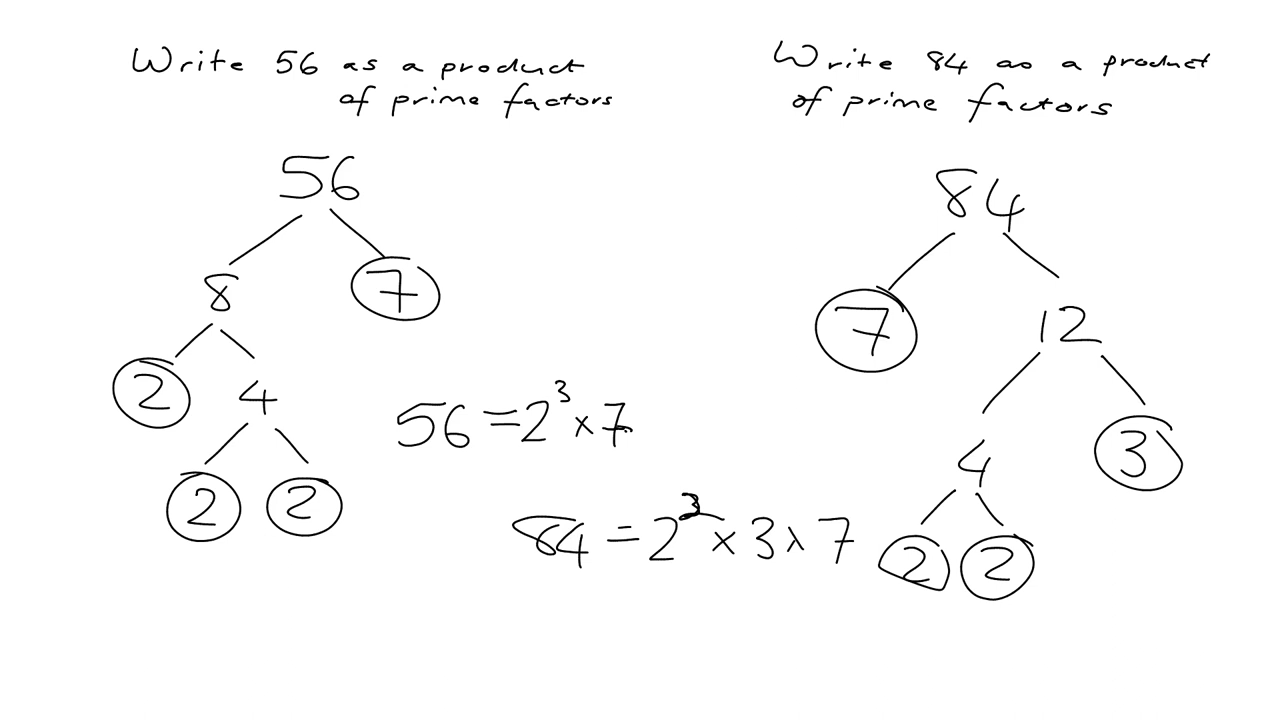 Write 56 as a product
of prime factors
56
8 7
2 4
2 2
56 = 2³ × 7
Write 84 as a product
of prime factors
84
7 12
4 3
2 2
84 = 2 × 3 × 7